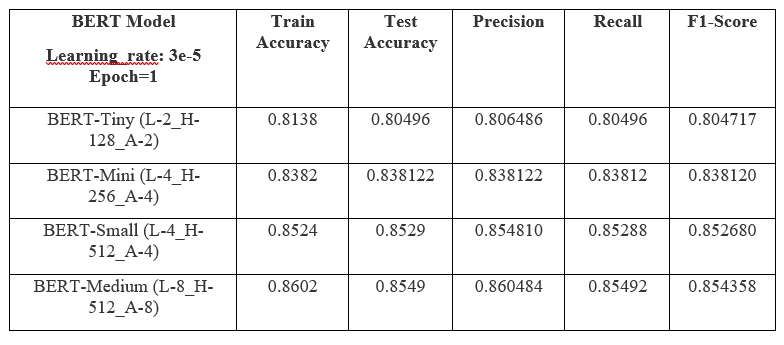 BERT Model Train Accuracy Test Accuracy Precision Recall F1-Score
Learning_rate: 3e-5
Epoch=1
BERT-Tiny (L-2_H-128_A-2) 0.8138 0.80496 0.806486 0.80496 0.804717
BERT-Mini (L-4_H-256_A-4) 0.8382 0.838122 0.838122 0.83812 0.838120
BERT-Small (L-4_H-512_A-4) 0.8524 0.8529 0.854810 0.85288 0.852680
BERT-Medium (L-8_H-512_A-8) 0.8602 0.8549 0.860484 0.85492 0.854358